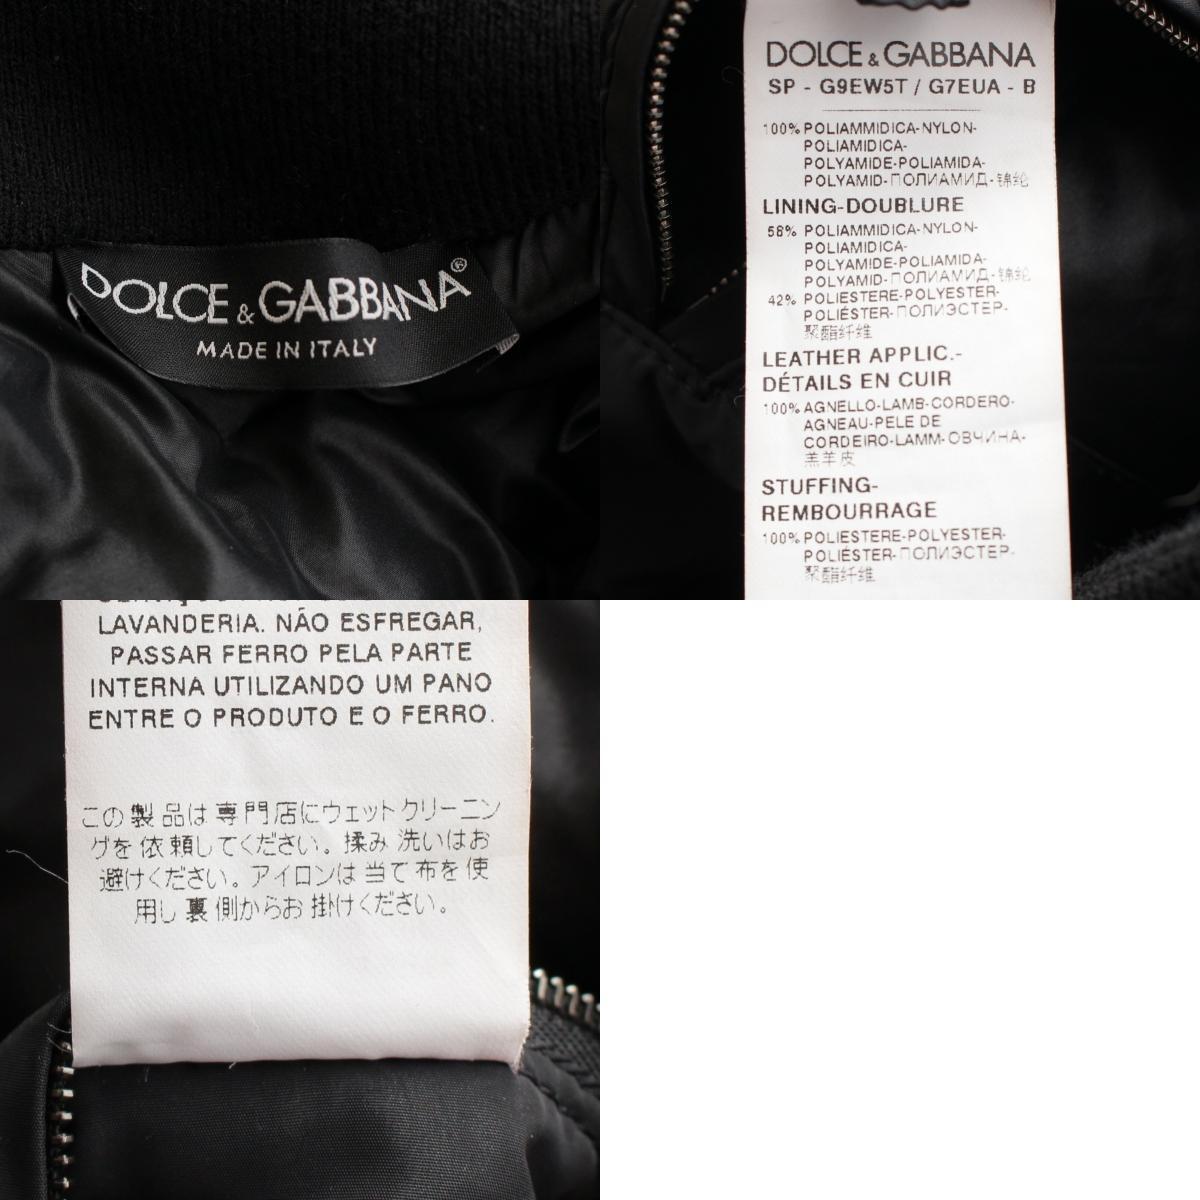 DOLCE & GABBANA®
MADE IN ITALY
DOLCE & GABBANA
SP - G9EW5T / G7EUA - B
100% POLIAMMIDICA-NYLON-
POLIAMIDICA-
POLYAMIDE-POLIAMIDA-
POLYAMID-ПОЛИАМИД-锦纶
LINING-DOUBLURE
58% POLIAMMIDICA-NYLON-
POLIAMIDICA-
POLYAMIDE-POLIAMIDA-
POLYAMID-ПОЛИАМИД-锦纶
42% POLIESTERE-POLYESTER-
POLIÉSTER-ПОЛИЭСТЕР-
聚酯纤维
LEATHER APPLIC.-
DÉTAILS EN CUIR
100% AGNELLO-LAMB-CORDERO-
AGNEAU-PELE DE
CORDEIRO-LAMM-ОВЧИНА-
羔羊皮
STUFFING-
REMBOURRAGE
100% POLIESTERE-POLYESTER-
POLIÉSTER-ПОЛИЭСТЕР-
聚酯纤维
LAVANDERIA. NÃO ESFREGAR,
PASSAR FERRO PELA PARTE
INTERNA UTILIZANDO UM PANO
ENTRE O PRODUTO E O FERRO.
この製品は専門店にウェットクリーニン
グを依頼してください。揉み洗いはお
避けください。アイロンは当て布を使
用し裏側からお掛けください。